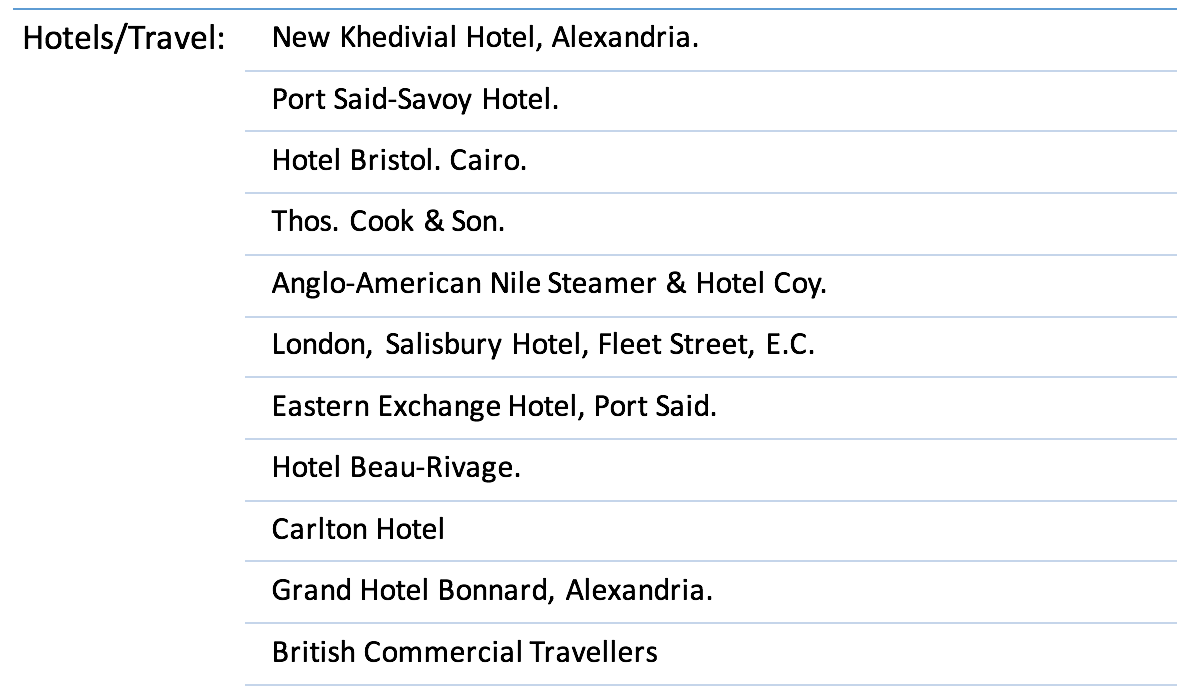 Hotels/Travel: New Khedivial Hotel, Alexandria.
Port Said-Savoy Hotel.
Hotel Bristol. Cairo.
Thos. Cook & Son.
Anglo-American Nile Steamer & Hotel Coy.
London, Salisbury Hotel, Fleet Street, E.C.
Eastern Exchange Hotel, Port Said.
Hotel Beau-Rivage.
Carlton Hotel
Grand Hotel Bonnard, Alexandria.
British Commercial Travellers